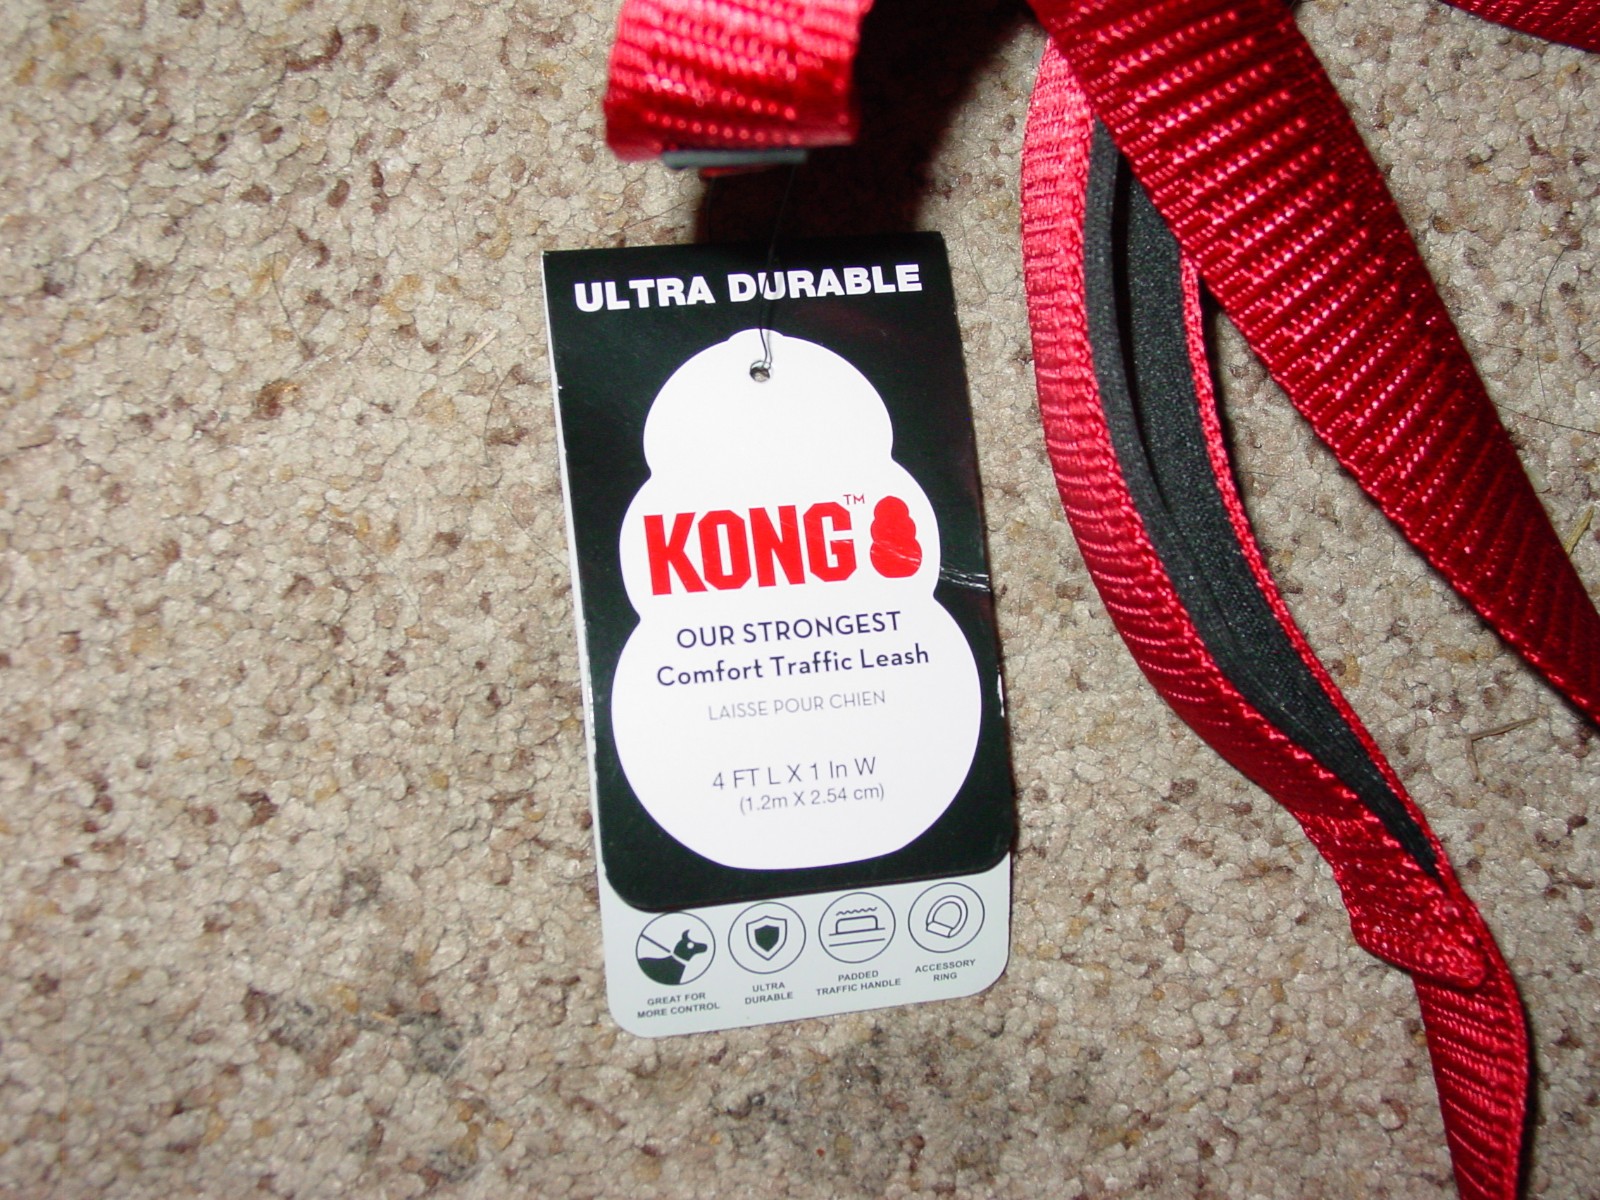 ULTRA DURABLE
KONG™
OUR STRONGEST
Comfort Traffic Leash
LAISSE POUR CHIEN
4 FT L X 1 In W
(1.2m X 2.54 cm)
GREAT FOR
MORE CONTROL
ULTRA
DURABLE
PADDED
TRAFFIC HANDLE
ACCESSORY
RING